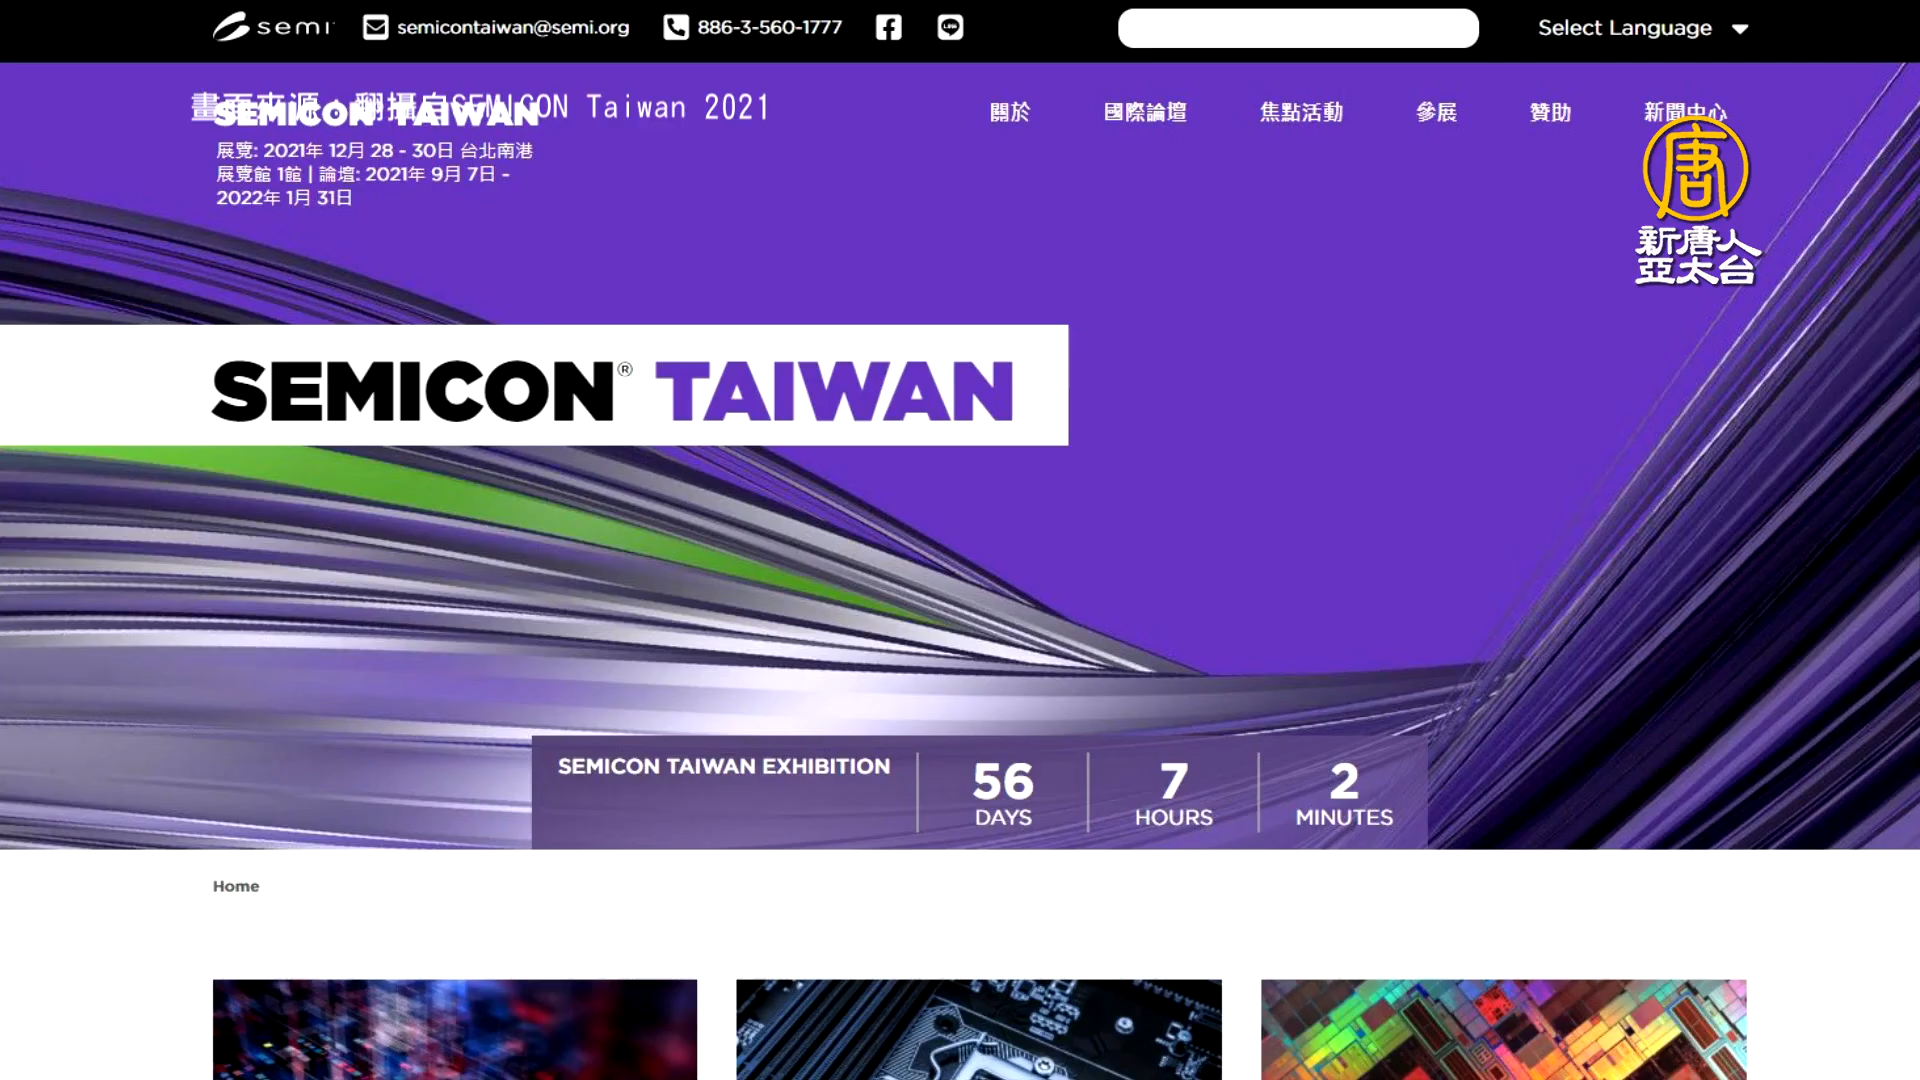 semi
semicontaiwan@semi.org
886-3-560-1777
Select Language
畫面來源：翻攝自SEMICON Taiwan 2021
SEMICON TAIWAN
關於
國際論壇
焦點活動
參展
贊助
新聞中心
展覽: 2021年 12月 28 - 30日 台北南港
展覽館 1館 | 論壇: 2021年 9月 7日 -
2022年 1月 31日
唐
新唐人
亞太台
SEMICON® TAIWAN
SEMICON TAIWAN EXHIBITION
56
DAYS
7
HOURS
2
MINUTES
Home